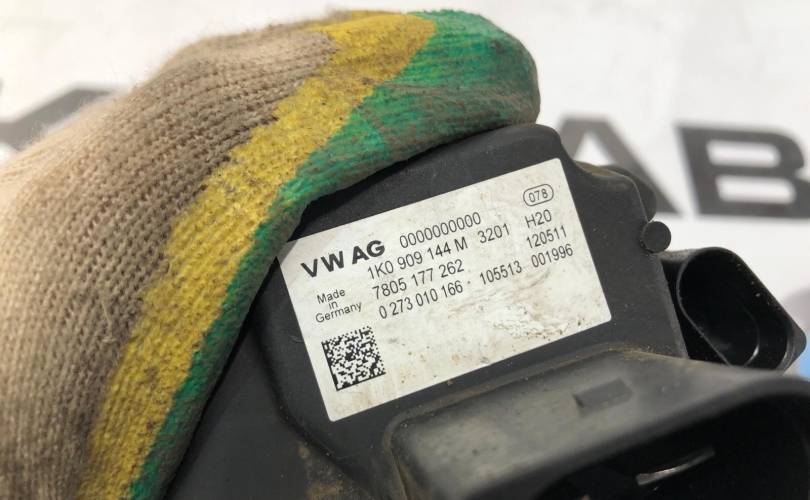 VW AG 0000000000 078
1K0 909 144 M 3201 H20
Made in Germany 7805 177 262 120511
0 273 010 166 - 105513 001996
AB